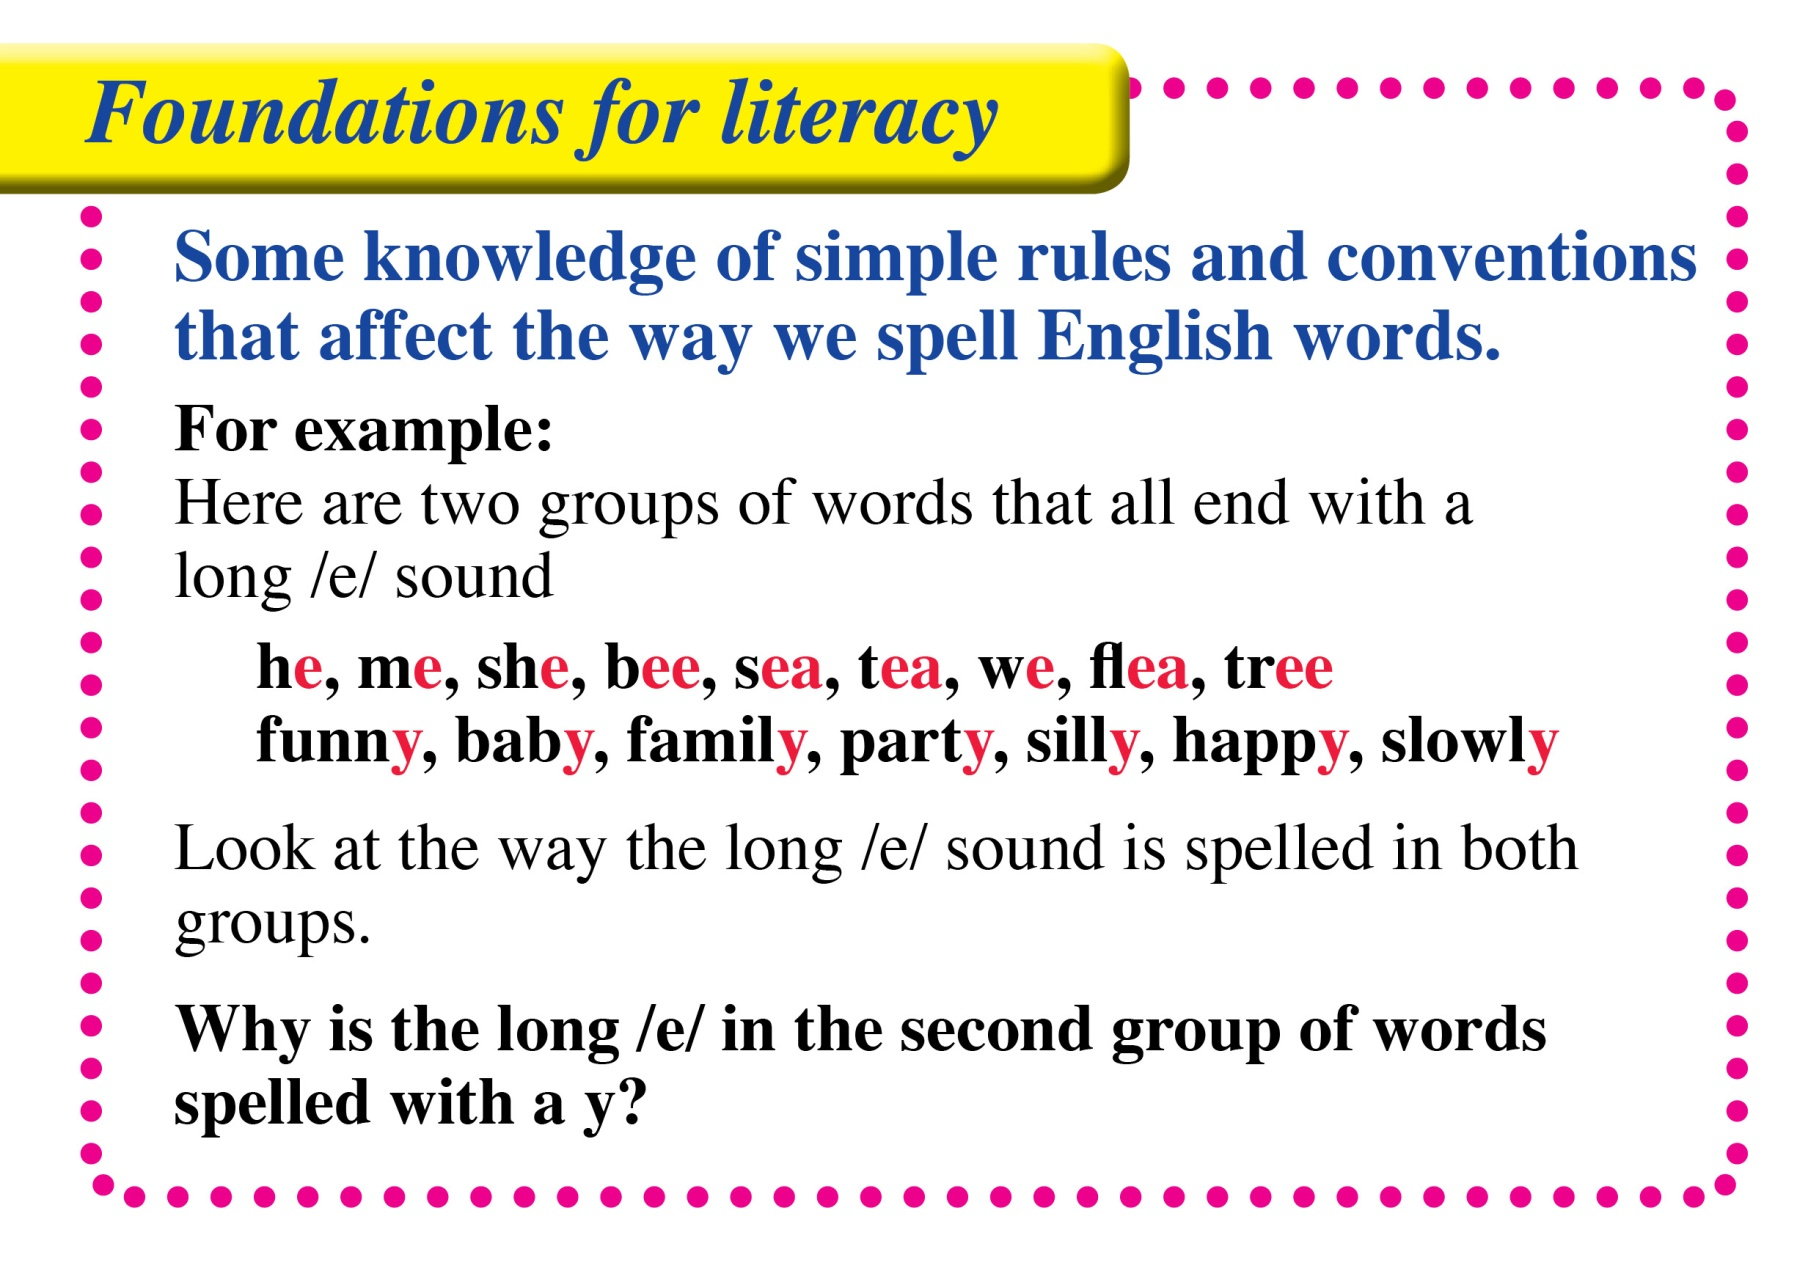 Foundations for literacy
Some knowledge of simple rules and conventions
that affect the way we spell English words.
For example:
Here are two groups of words that all end with a
long /e/ sound
he, me, she, bee, sea, tea, we, flea, tree
funny, baby, family, party, silly, happy, slowly
Look at the way the long /e/ sound is spelled in both
groups.
Why is the long /e/ in the second group of words
spelled with a y?